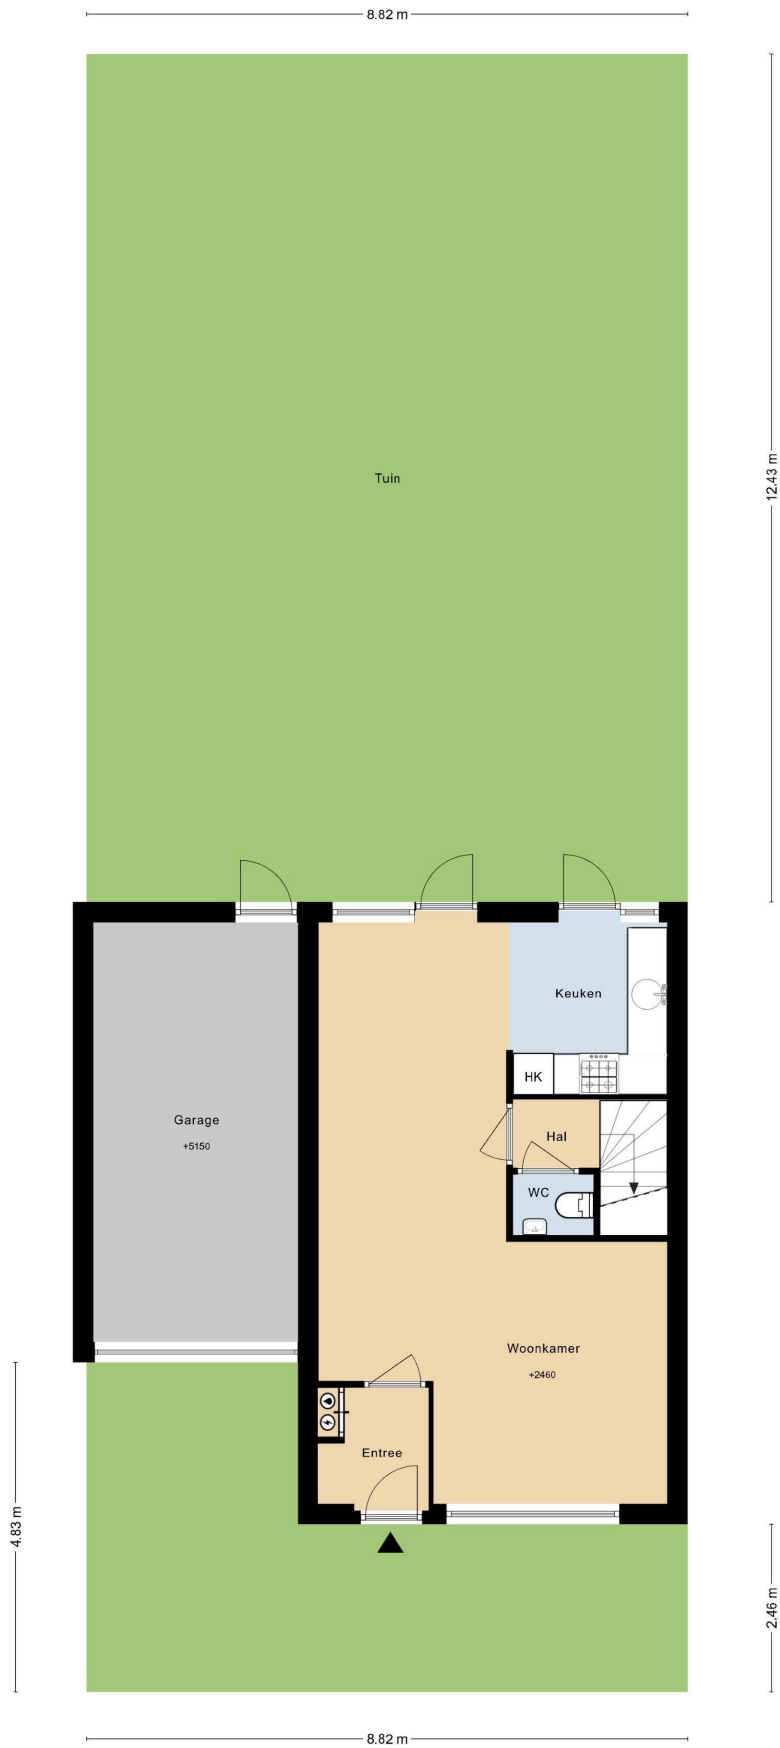 8.82 m
12.43 m
Tuin
Keuken
HK
Garage
+5150
Hal
WC
Woonkamer
+2460
Entree
4.83 m
2.46 m
8.82 m